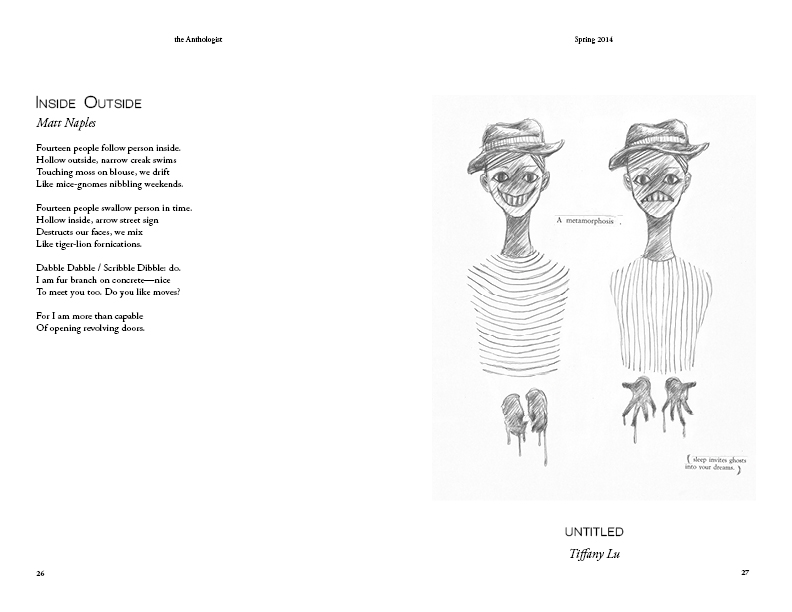 the Anthologist
Inside Outside
Matt Naples
Fourteen people follow person inside.
Hollow outside, narrow creak swims
Touching moss on blouse, we drift
Like mice-gnomes nibbling weekends.
Fourteen people swallow person in time.
Hollow inside, arrow street sign
Destructs our faces, we mix
Like tiger-lion fornications.
Dabble Dabble / Scribble Dibble: do.
I am fur branch on concrete—nice
To meet you too. Do you like moves?
For I am more than capable
Of opening revolving doors.
26
Spring 2014
A metamorphosis .
( sleep invites ghosts
into your dreams. )
UNTITLED
Tiffany Lu
27